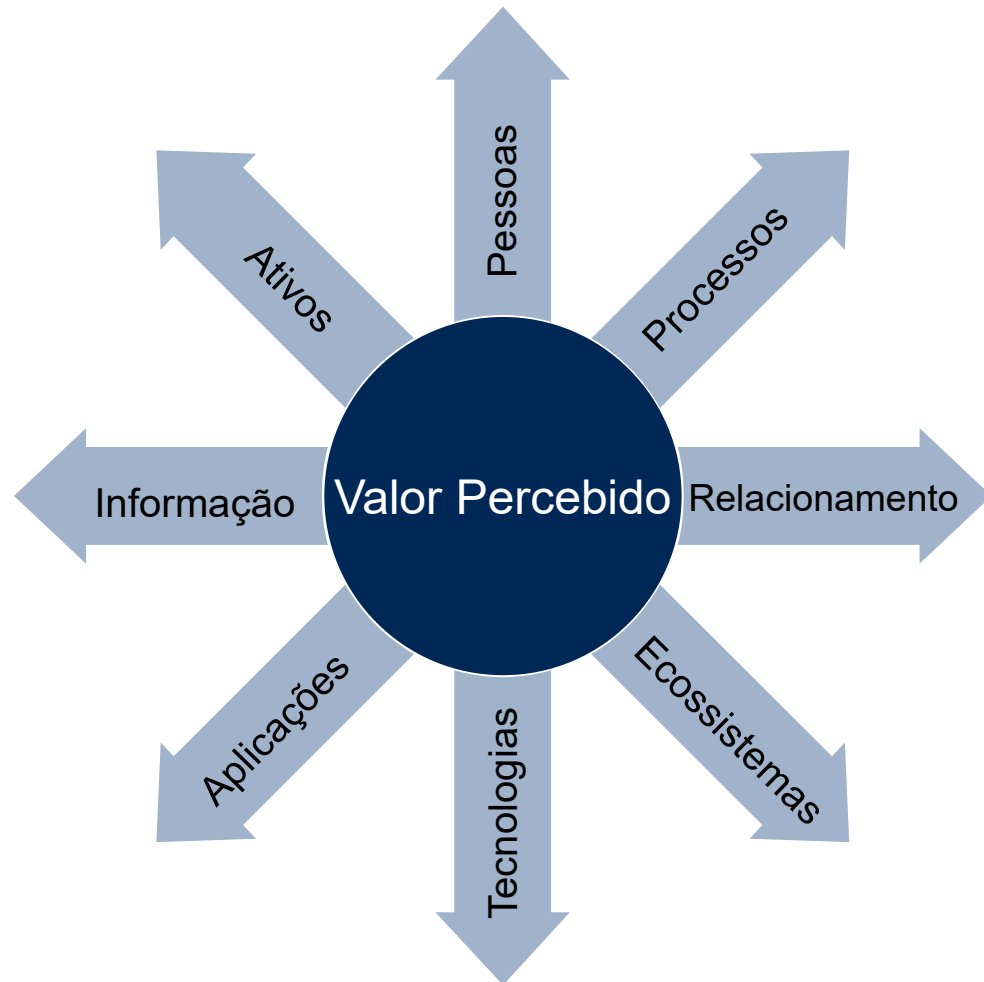 Pessoas
Processos
Relacionamento
Ecossistemas
Tecnologias
Aplicações
Informação
Ativos
Valor Percebido